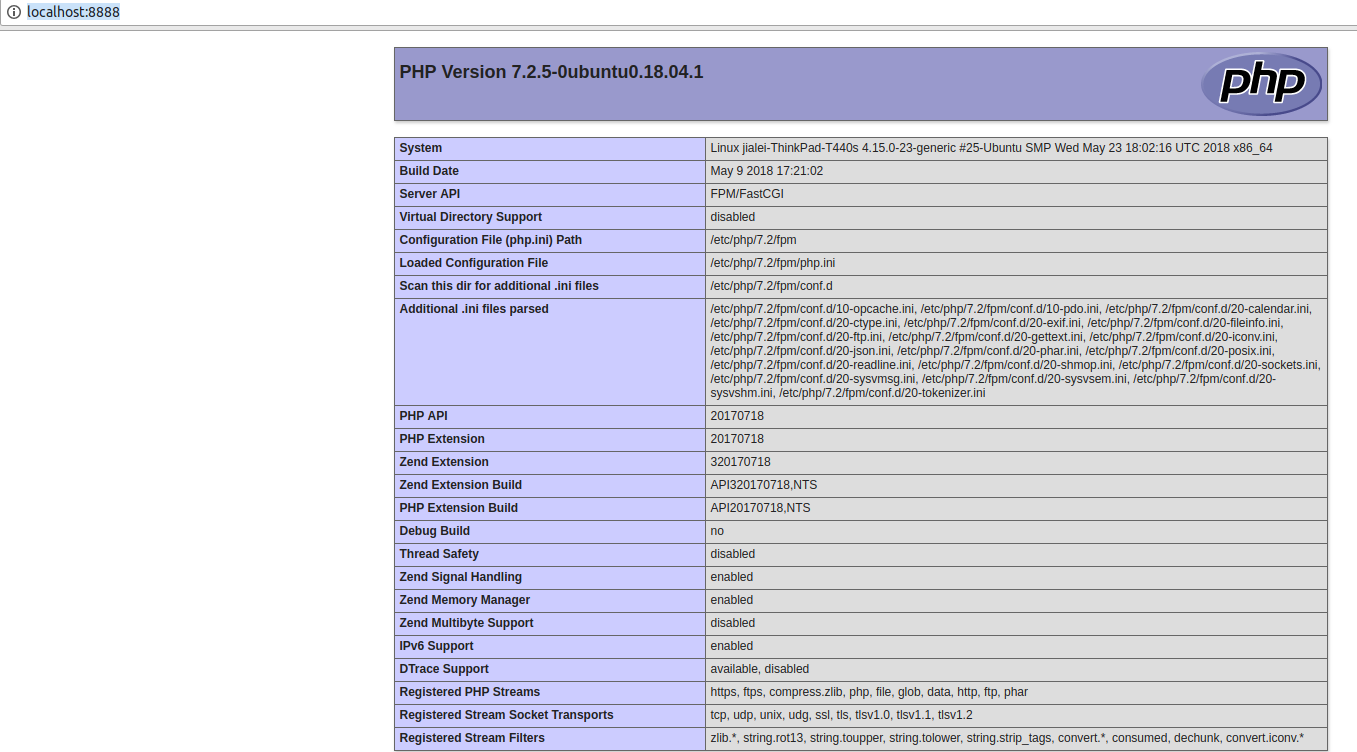 localhost:8888
PHP Version 7.2.5-0ubuntu0.18.04.1
php
System Linux jialei-ThinkPad-T440s 4.15.0-23-generic #25-Ubuntu SMP Wed May 23 18:02:16 UTC 2018 x86_64
Build Date May 9 2018 17:21:02
Server API FPM/FastCGI
Virtual Directory Support disabled
Configuration File (php.ini) Path /etc/php/7.2/fpm
Loaded Configuration File /etc/php/7.2/fpm/php.ini
Scan this dir for additional .ini files /etc/php/7.2/fpm/conf.d
Additional .ini files parsed /etc/php/7.2/fpm/conf.d/10-opcache.ini, /etc/php/7.2/fpm/conf.d/10-pdo.ini, /etc/php/7.2/fpm/conf.d/20-calendar.ini,
/etc/php/7.2/fpm/conf.d/20-ctype.ini, /etc/php/7.2/fpm/conf.d/20-exif.ini, /etc/php/7.2/fpm/conf.d/20-fileinfo.ini,
/etc/php/7.2/fpm/conf.d/20-ftp.ini, /etc/php/7.2/fpm/conf.d/20-gettext.ini, /etc/php/7.2/fpm/conf.d/20-iconv.ini,
/etc/php/7.2/fpm/conf.d/20-json.ini, /etc/php/7.2/fpm/conf.d/20-phar.ini, /etc/php/7.2/fpm/conf.d/20-posix.ini,
/etc/php/7.2/fpm/conf.d/20-readline.ini, /etc/php/7.2/fpm/conf.d/20-shmop.ini, /etc/php/7.2/fpm/conf.d/20-sockets.ini,
/etc/php/7.2/fpm/conf.d/20-sysvmsg.ini, /etc/php/7.2/fpm/conf.d/20-sysvsem.ini, /etc/php/7.2/fpm/conf.d/20-
sysvshm.ini, /etc/php/7.2/fpm/conf.d/20-tokenizer.ini
PHP API 20170718
PHP Extension 20170718
Zend Extension 320170718
Zend Extension Build API320170718,NTS
PHP Extension Build API20170718,NTS
Debug Build no
Thread Safety disabled
Zend Signal Handling enabled
Zend Memory Manager enabled
Zend Multibyte Support disabled
IPv6 Support enabled
DTrace Support available, disabled
Registered PHP Streams https, ftps, compress.zlib, php, file, glob, data, http, ftp, phar
Registered Stream Socket Transports tcp, udp, unix, udg, ssl, tls, tlsv1.0, tlsv1.1, tlsv1.2
Registered Stream Filters zlib.*, string.rot13, string.toupper, string.tolower, string.strip_tags, convert.*, consumed, dechunk, convert.iconv.*